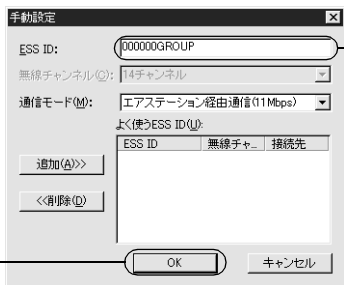 手動設定
ESS ID: 000000GROUP
無線チャンネル(C): 14チャンネル
通信モード(M): エアステーション経由通信(11Mbps)
よく使うESS ID(U):
ESS ID 無線チャ... 接続先
追加(A)>>
<<削除(D)
OK キャンセル